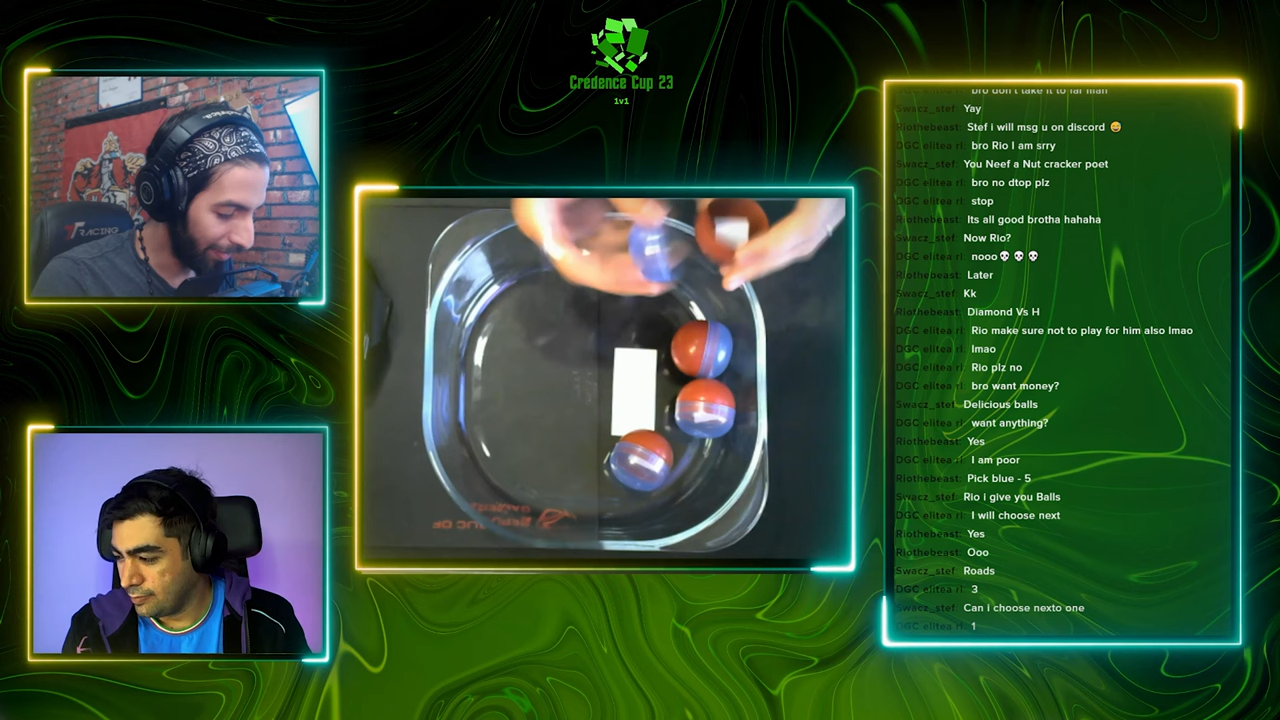 Credence Cup 23
1v1
RACING
bro don't take it to far man
Swacz_stef: Yay
Riothebeast: Stef i will msg u on discord 😅
DGC elitea rl: bro Rio I am srry
Swacz_stef: You Neef a Nut cracker poet
DGC elitea rl: bro no dtop plz
DGC elitea rl: stop
Riothebeast: Its all good brotha hahaha
Swacz_stef: Now Rio?
DGC elitea rl: nooo💀💀💀
Riothebeast: Later
Swacz_stef: Kk
Riothebeast: Diamond Vs H
DGC elitea rl: Rio make sure not to play for him also lmao
DGC elitea rl: lmao
DGC elitea rl: Rio plz no
DGC elitea rl: bro want money?
Swacz_stef: Delicious balls
DGC elitea rl: want anything?
Riothebeast: Yes
DGC elitea rl: I am poor
Riothebeast: Pick blue - 5
Swacz_stef: Rio i give you Balls
DGC elitea rl: I will choose next
Riothebeast: Yes
Riothebeast: Ooo
Swacz_stef: Roads
DGC elitea rl: 3
Swacz_stef: Can i choose nexto one
DGC elitea rl: 1